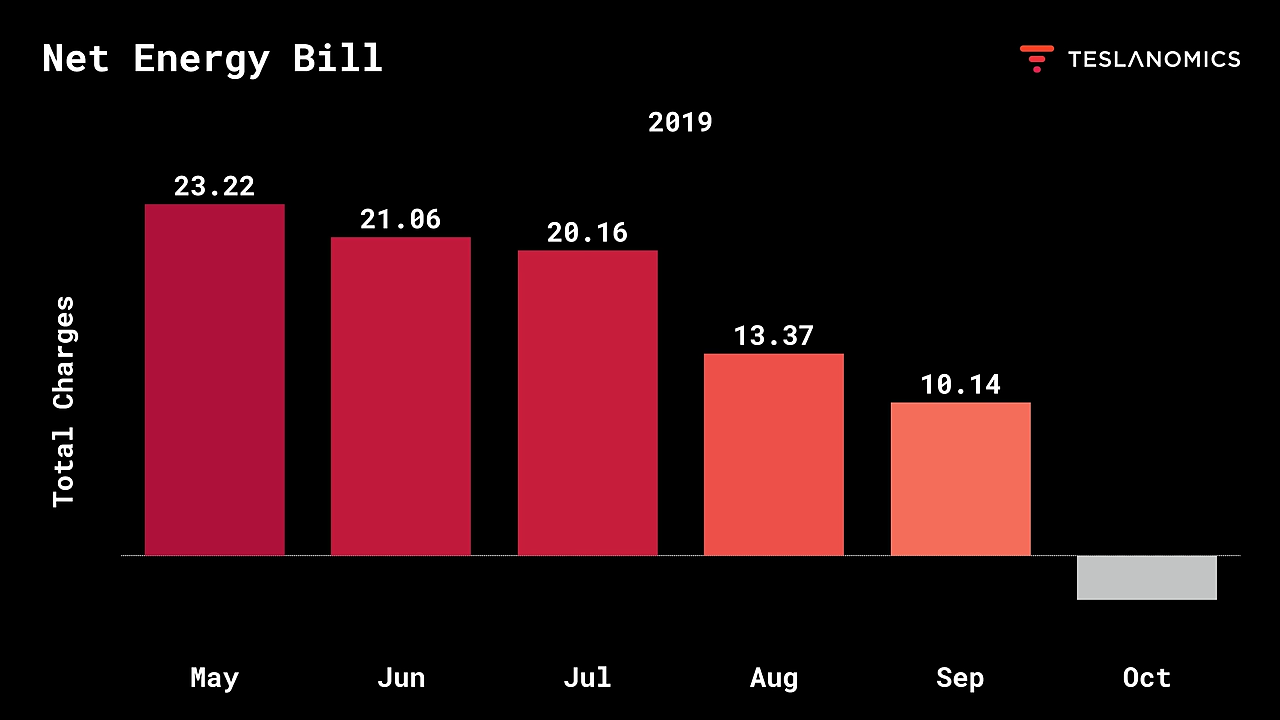 Net Energy Bill
TESLANOMICS
2019
23.22
21.06
20.16
13.37
10.14
Total Charges
May Jun Jul Aug Sep Oct